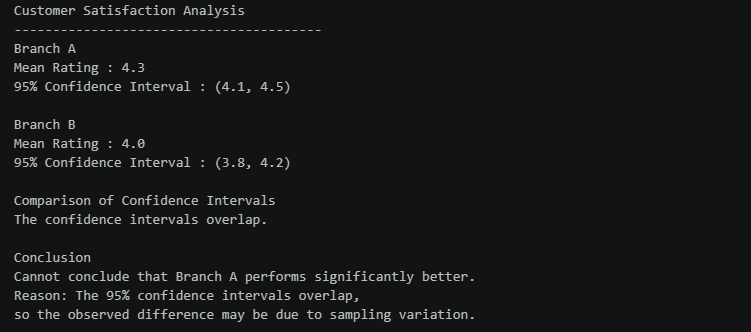 Customer Satisfaction Analysis
----------------------------------------
Branch A
Mean Rating : 4.3
95% Confidence Interval : (4.1, 4.5)
Branch B
Mean Rating : 4.0
95% Confidence Interval : (3.8, 4.2)
Comparison of Confidence Intervals
The confidence intervals overlap.
Conclusion
Cannot conclude that Branch A performs significantly better.
Reason: The 95% confidence intervals overlap,
so the observed difference may be due to sampling variation.